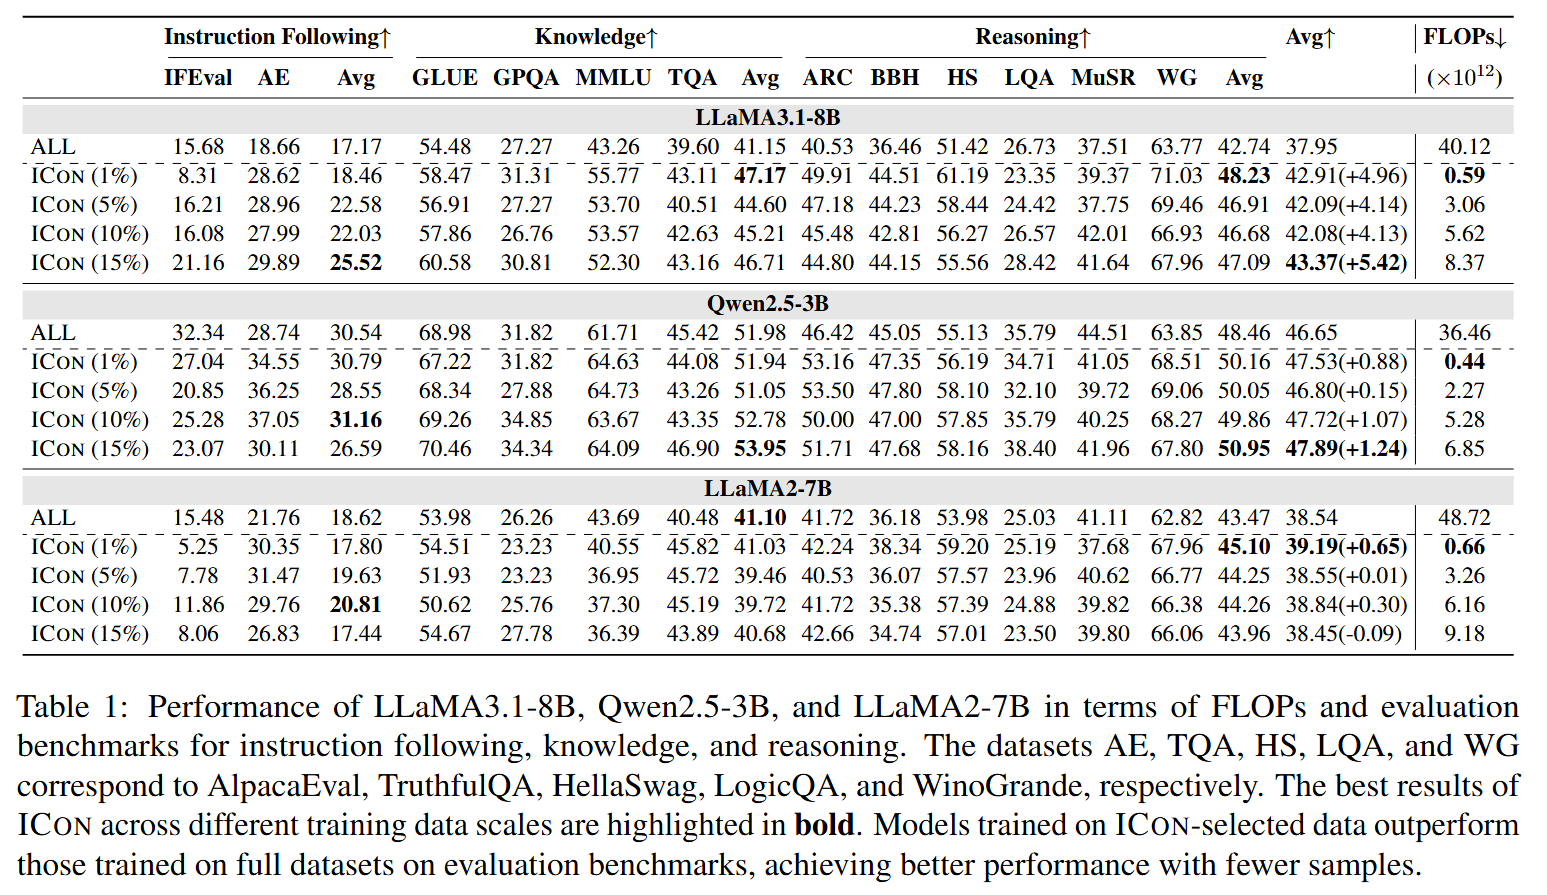 Instruction Following↑ Knowledge↑ Reasoning↑ Avg↑ FLOPs↓
IFEval AE Avg GLUE GPQA MMLU TQA Avg ARC BBH HS LQA MuSR WG Avg (×10¹²)
LLaMA3.1-8B
ALL 15.68 18.66 17.17 54.48 27.27 43.26 39.60 41.15 40.53 36.46 51.42 26.73 37.51 63.77 42.74 37.95 40.12
ICON (1%) 8.31 28.62 18.46 58.47 31.31 55.77 43.11 47.17 49.91 44.51 61.19 23.35 39.37 71.03 48.23 42.91(+4.96) 0.59
ICON (5%) 16.21 28.96 22.58 56.91 27.27 53.70 40.51 44.60 47.18 44.23 58.44 24.42 37.75 69.46 46.91 42.09(+4.14) 3.06
ICON (10%) 16.08 27.99 22.03 57.86 26.76 53.57 42.63 45.21 45.48 42.81 56.27 26.57 42.01 66.93 46.68 42.08(+4.13) 5.62
ICON (15%) 21.16 29.89 25.52 60.58 30.81 52.30 43.16 46.71 44.80 44.15 55.56 28.42 41.64 67.96 47.09 43.37(+5.42) 8.37
Qwen2.5-3B
ALL 32.34 28.74 30.54 68.98 31.82 61.71 45.42 51.98 46.42 45.05 55.13 35.79 44.51 63.85 48.46 46.65 36.46
ICON (1%) 27.04 34.55 30.79 67.22 31.82 64.63 44.08 51.94 53.16 47.35 56.19 34.71 41.05 68.51 50.16 47.53(+0.88) 0.44
ICON (5%) 20.85 36.25 28.55 68.34 27.88 64.73 43.26 51.05 53.50 47.80 58.10 32.10 39.72 69.06 50.05 46.80(+0.15) 2.27
ICON (10%) 25.28 37.05 31.16 69.26 34.85 63.67 43.35 52.78 50.00 47.00 57.85 35.79 40.25 68.27 49.86 47.72(+1.07) 5.28
ICON (15%) 23.07 30.11 26.59 70.46 34.34 64.09 46.90 53.95 51.71 47.68 58.16 38.40 41.96 67.80 50.95 47.89(+1.24) 6.85
LLaMA2-7B
ALL 15.48 21.76 18.62 53.98 26.26 43.69 40.48 41.10 41.72 36.18 53.98 25.03 41.11 62.82 43.47 38.54 48.72
ICON (1%) 5.25 30.35 17.80 54.51 23.23 40.55 45.82 41.03 42.24 38.34 59.20 25.19 37.68 67.96 45.10 39.19(+0.65) 0.66
ICON (5%) 7.78 31.47 19.63 51.93 23.23 36.95 45.72 39.46 40.53 36.07 57.57 23.96 40.62 66.77 44.25 38.55(+0.01) 3.26
ICON (10%) 11.86 29.76 20.81 50.62 25.76 37.30 45.19 39.72 41.72 35.38 57.39 24.88 39.82 66.38 44.26 38.84(+0.30) 6.16
ICON (15%) 8.06 26.83 17.44 54.67 27.78 36.39 43.89 40.68 42.66 34.74 57.01 23.50 39.80 66.06 43.96 38.45(-0.09) 9.18
Table 1: Performance of LLaMA3.1-8B, Qwen2.5-3B, and LLaMA2-7B in terms of FLOPs and evaluation
benchmarks for instruction following, knowledge, and reasoning. The datasets AE, TQA, HS, LQA, and WG
correspond to AlpacaEval, TruthfulQA, HellaSwag, LogicQA, and WinoGrande, respectively. The best results of
ICON across different training data scales are highlighted in bold. Models trained on ICON-selected data outperform
those trained on full datasets on evaluation benchmarks, achieving better performance with fewer samples.